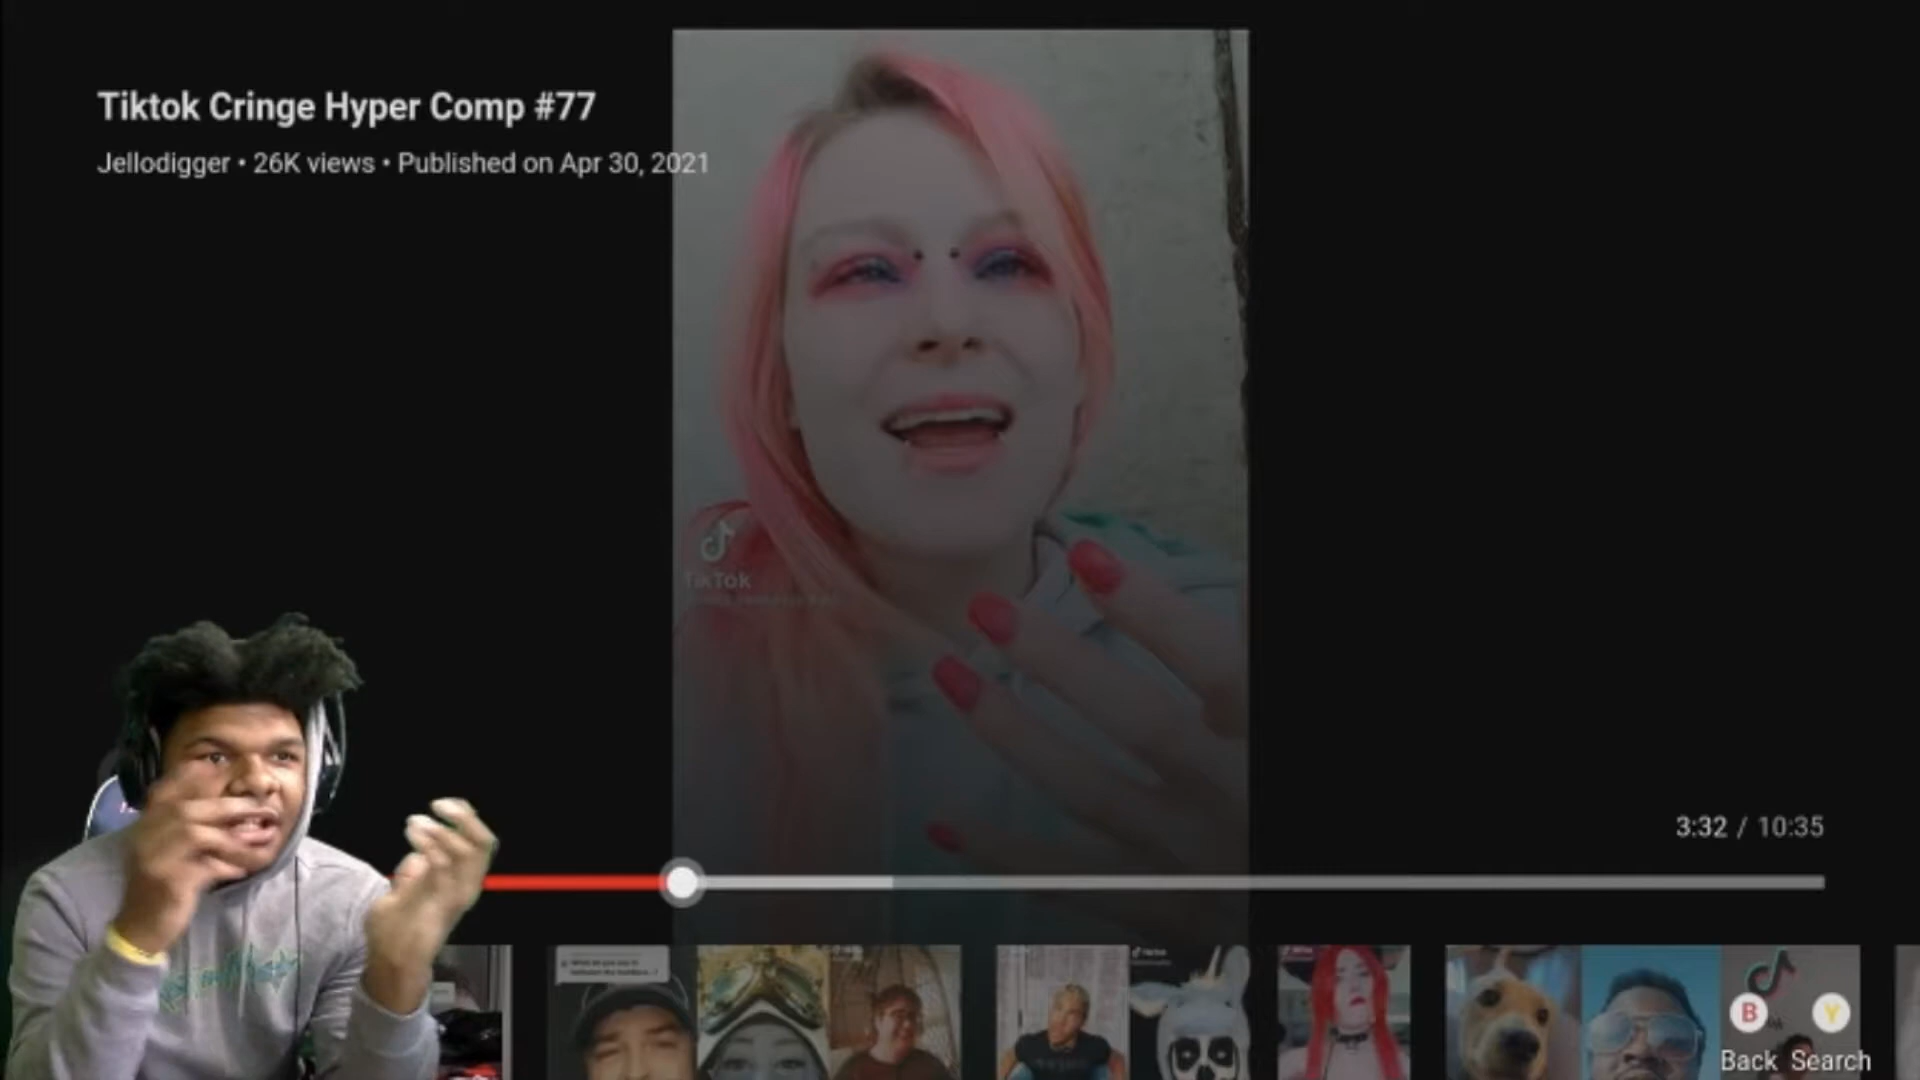 Tiktok Cringe Hyper Comp #77
Jellodigger • 26K views • Published on Apr 30, 2021
TikTok
3:32 / 10:35
B
Y
Back
Search